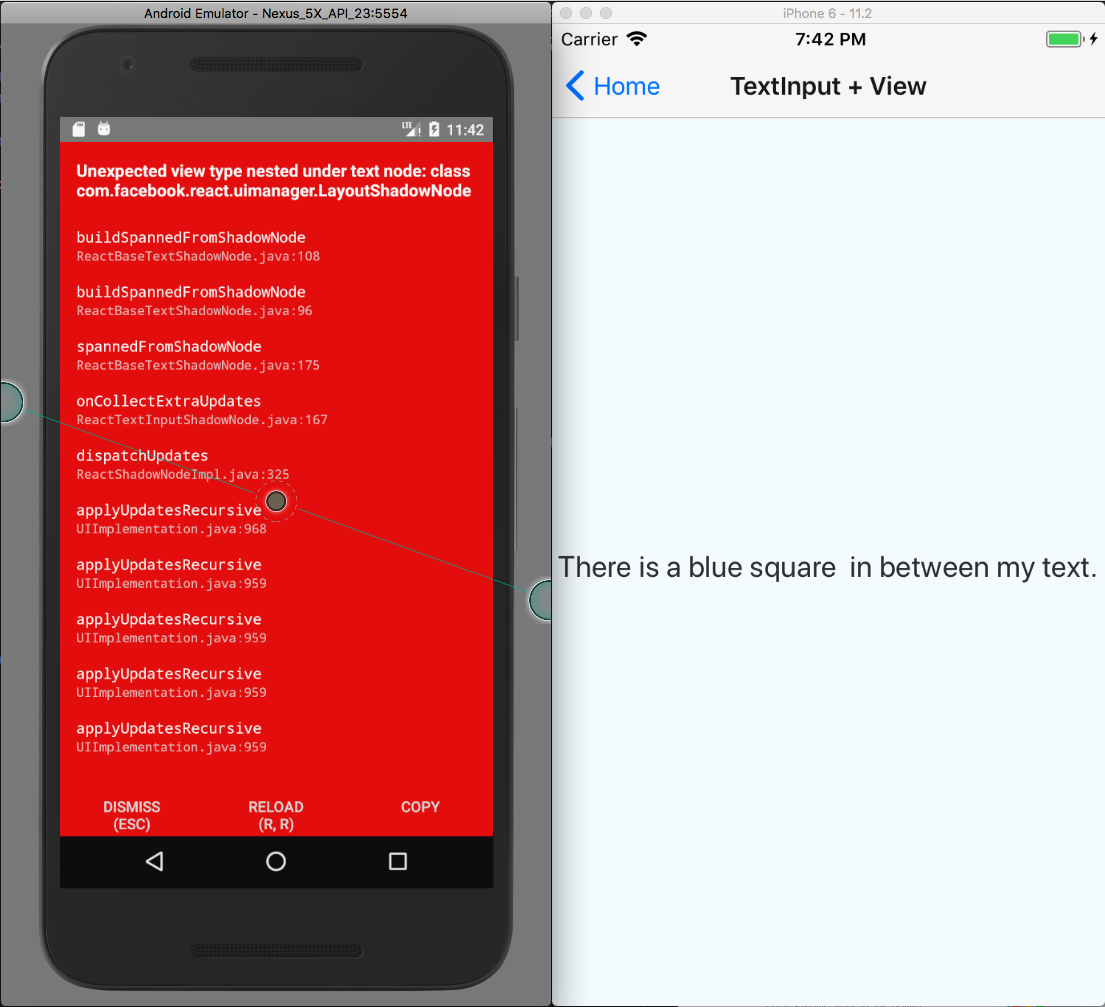 Android Emulator - Nexus_5X_API_23:5554
LTE 11:42
Unexpected view type nested under text node: class
com.facebook.react.uimanager.LayoutShadowNode
buildSpannedFromShadowNode
ReactBaseTextShadowNode.java:108
buildSpannedFromShadowNode
ReactBaseTextShadowNode.java:96
spannedFromShadowNode
ReactBaseTextShadowNode.java:175
onCollectExtraUpdates
ReactTextInputShadowNode.java:167
dispatchUpdates
ReactShadowNodeImpl.java:325
applyUpdatesRecursive
UIImplementation.java:968
applyUpdatesRecursive
UIImplementation.java:959
applyUpdatesRecursive
UIImplementation.java:959
applyUpdatesRecursive
UIImplementation.java:959
applyUpdatesRecursive
UIImplementation.java:959
DISMISS
(ESC)
RELOAD
(R, R)
COPY
iPhone 6 - 11.2
Carrier 7:42 PM
Home TextInput + View
There is a blue square  in between my text.